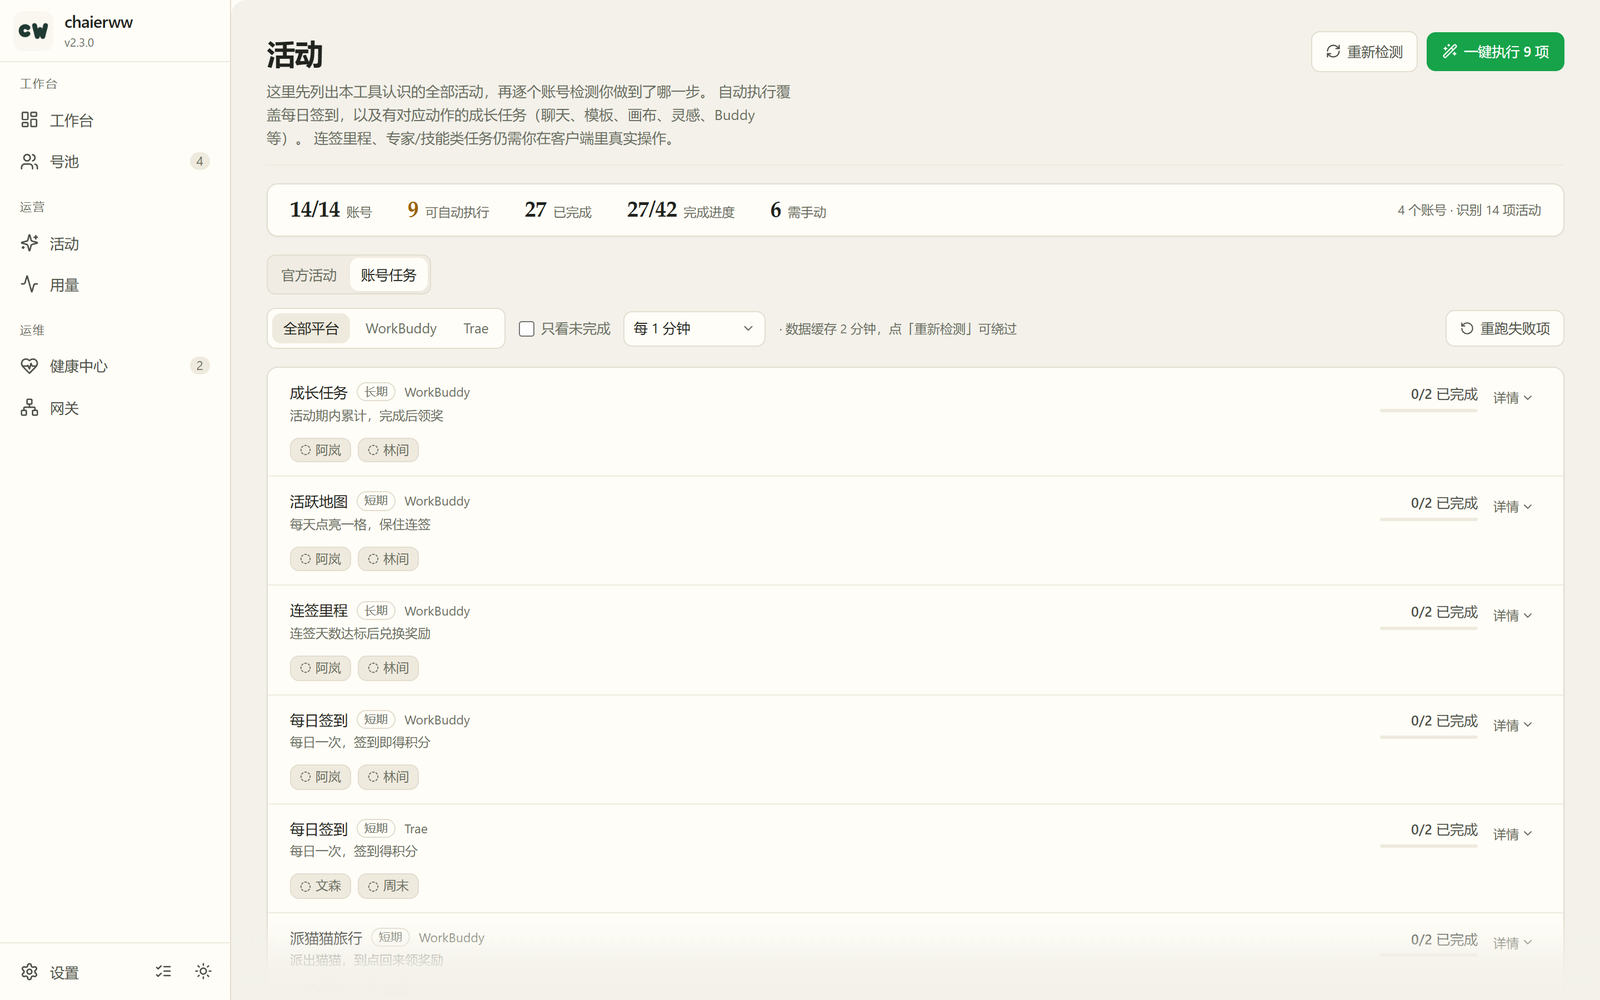 cw
chaierww
v2.3.0
工作台
工作台
号池 4
运营
活动
用量
运维
健康中心 2
网关
设置
活动
重新检测
一键执行 9 项
这里先列出本工具认识的全部活动，再逐个账号检测你做到了哪一步。 自动执行覆
盖每日签到，以及有对应动作的成长任务（聊天、模板、画布、灵感、Buddy
等）。 连签里程、专家/技能类任务仍需你在客户端里真实操作。
14/14 账号 9 可自动执行 27 已完成 27/42 完成进度 6 需手动 4 个账号 · 识别 14 项活动
官方活动 账号任务
全部平台 WorkBuddy Trae 只看未完成 每 1 分钟 · 数据缓存 2 分钟，点「重新检测」可绕过 重跑失败项
成长任务 长期 WorkBuddy 0/2 已完成 详情
活动期内累计，完成后领奖
阿岚 林间
活跃地图 短期 WorkBuddy 0/2 已完成 详情
每天点亮一格，保住连签
阿岚 林间
连签里程 长期 WorkBuddy 0/2 已完成 详情
连签天数达标后兑换奖励
阿岚 林间
每日签到 短期 WorkBuddy 0/2 已完成 详情
每日一次，签到即得积分
阿岚 林间
每日签到 短期 Trae 0/2 已完成 详情
每日一次，签到得积分
文森 周末
派猫猫旅行 短期 WorkBuddy 0/2 已完成 详情
派出猫猫，到点回来领奖励